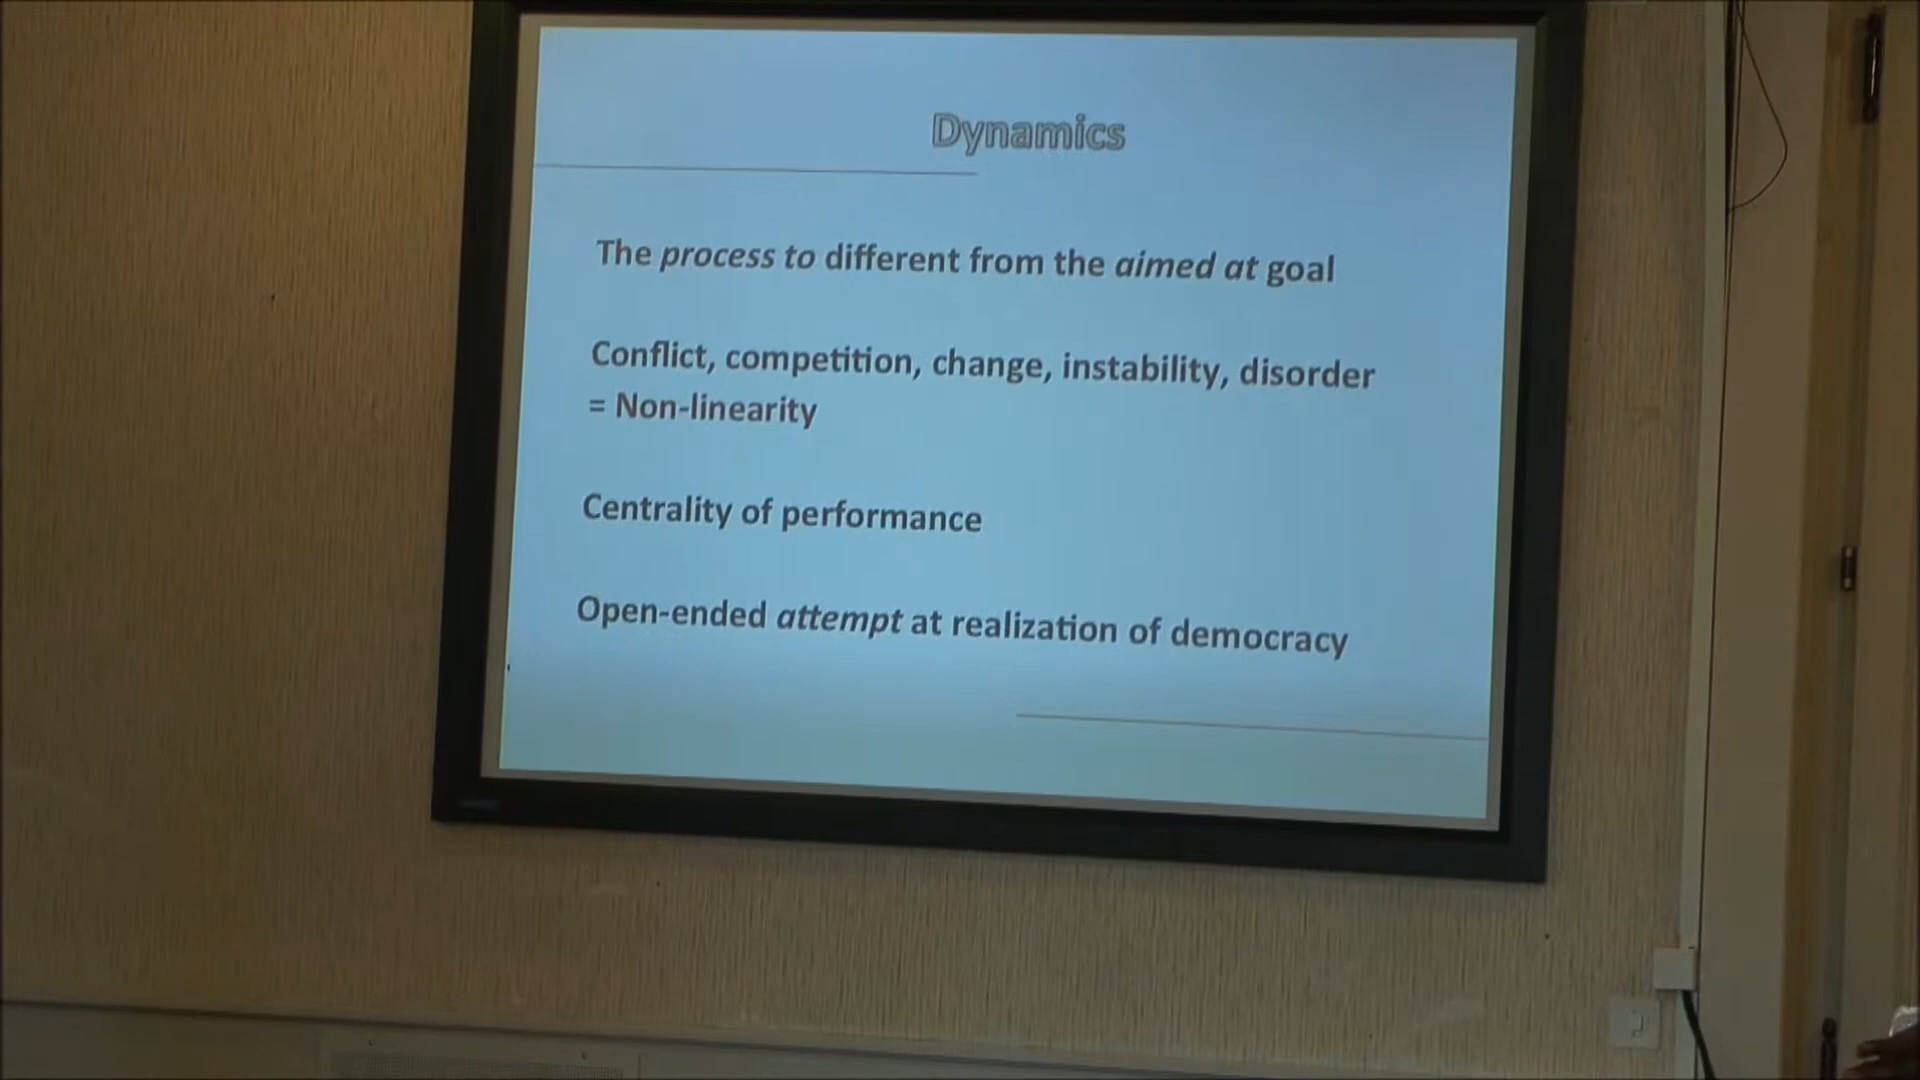 Dynamics
The process to different from the aimed at goal
Conflict, competition, change, instability, disorder
= Non-linearity
Centrality of performance
Open-ended attempt at realization of democracy